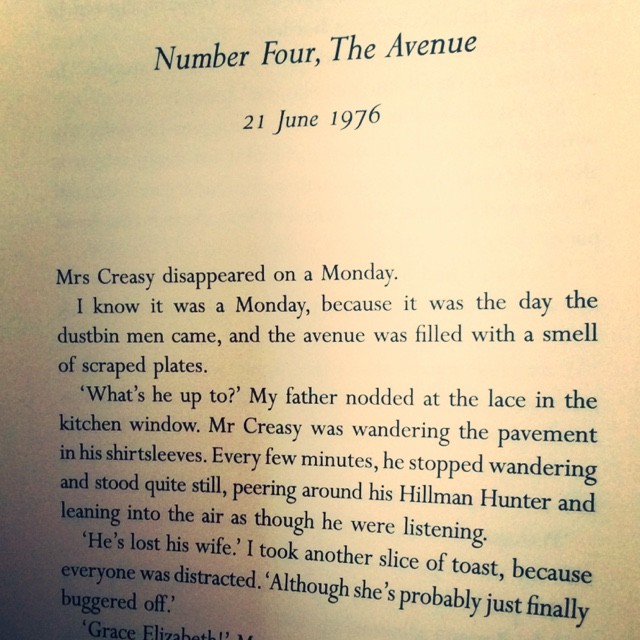 Number Four, The Avenue
21 June 1976
Mrs Creasy disappeared on a Monday.
I know it was a Monday, because it was the day the
dustbin men came, and the avenue was filled with a smell
of scraped plates.
‘What’s he up to?’ My father nodded at the lace in the
kitchen window. Mr Creasy was wandering the pavement
in his shirtsleeves. Every few minutes, he stopped wandering
and stood quite still, peering around his Hillman Hunter and
leaning into the air as though he were listening.
‘He’s lost his wife.’ I took another slice of toast, because
everyone was distracted. ‘Although she’s probably just finally
buggered off.’
‘Grace Elizabeth!’